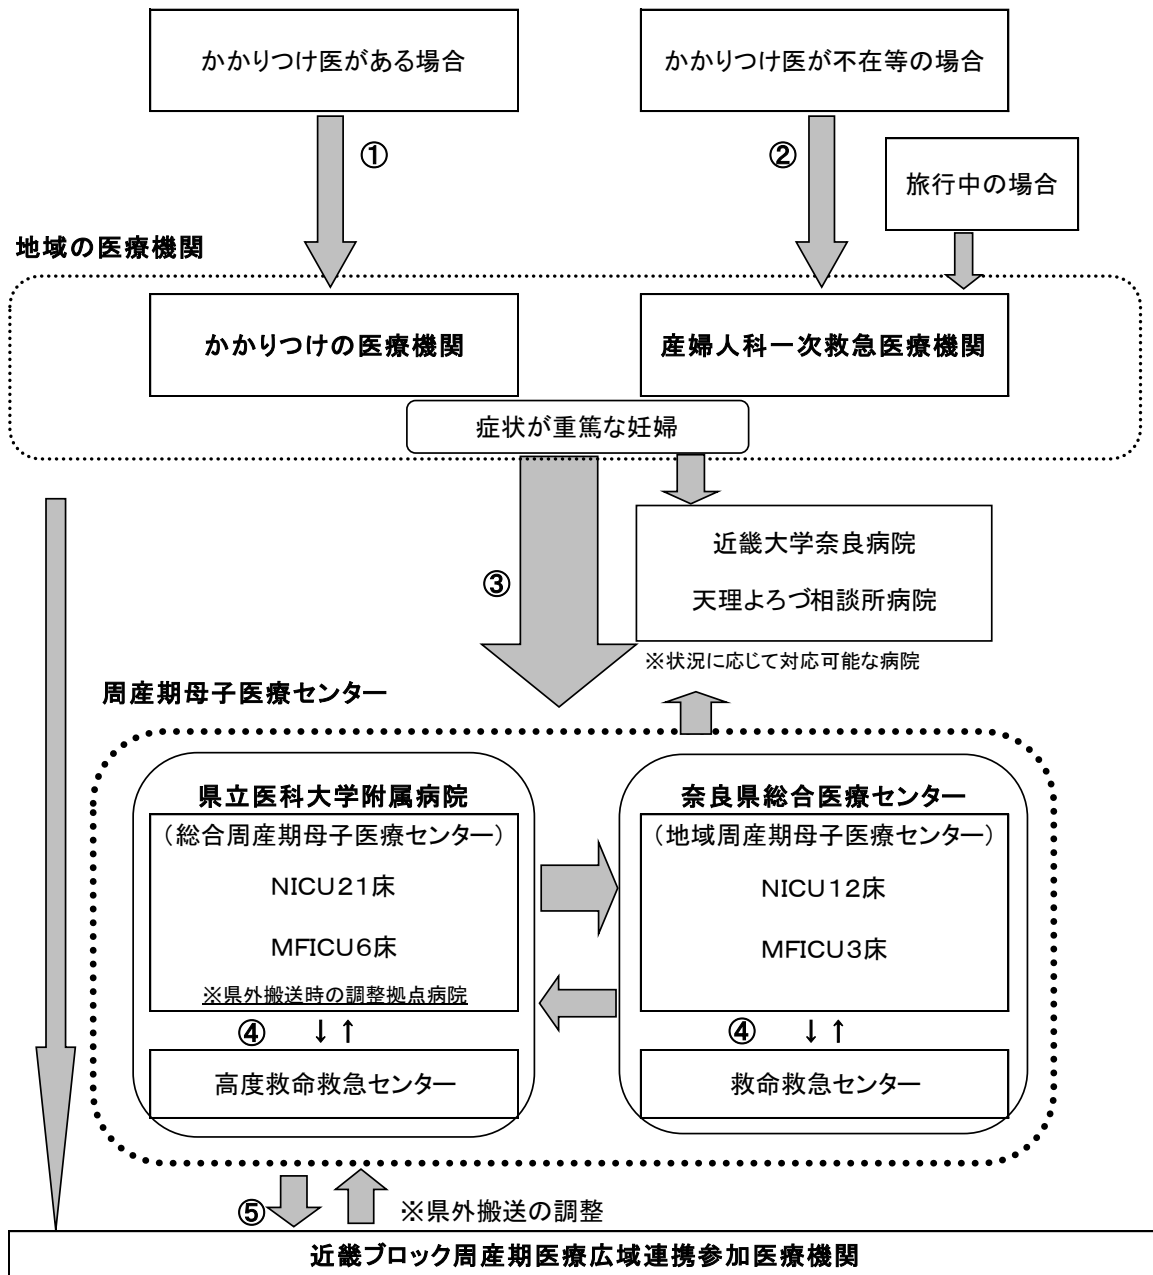 かかりつけ医がある場合
かかりつけ医が不在等の場合
①
②
旅行中の場合
地域の医療機関
かかりつけの医療機関
産婦人科一次救急医療機関
症状が重篤な妊婦
③
近畿大学奈良病院
天理よろづ相談所病院
※状況に応じて対応可能な病院
周産期母子医療センター
県立医科大学附属病院
(総合周産期母子医療センター)
NICU21床
MFICU6床
※県外搬送時の調整拠点病院
④ ↓↑
高度救命救急センター
奈良県総合医療センター
(地域周産期母子医療センター)
NICU12床
MFICU3床
④ ↓↑
救命救急センター
⑤
※県外搬送の調整
近畿ブロック周産期医療広域連携参加医療機関